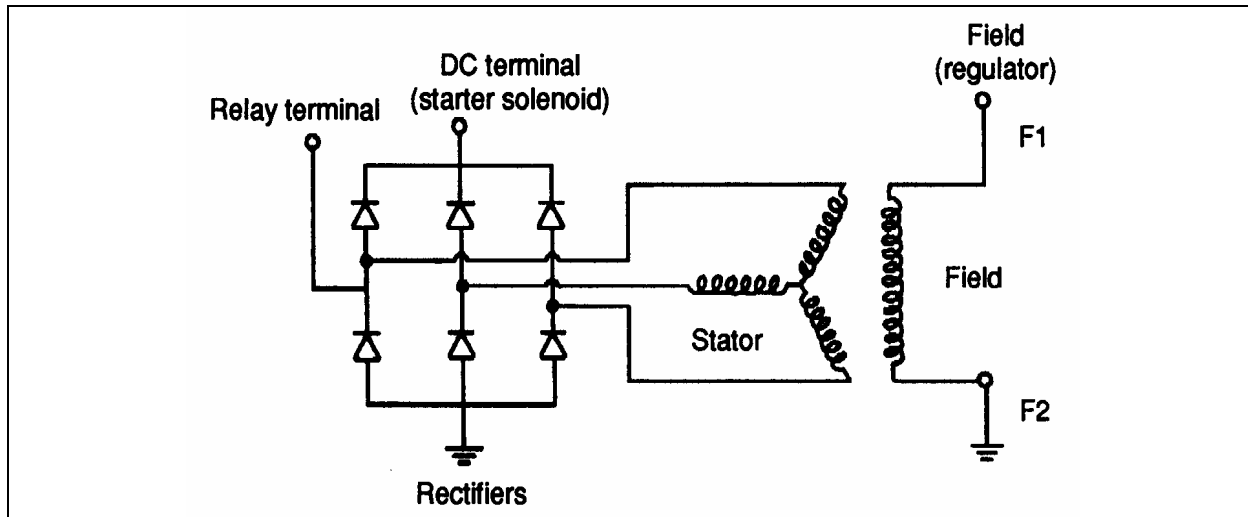 Field
(regulator)
DC terminal
(starter solenoid)
Relay terminal
F1
Field
Stator
F2
Rectifiers